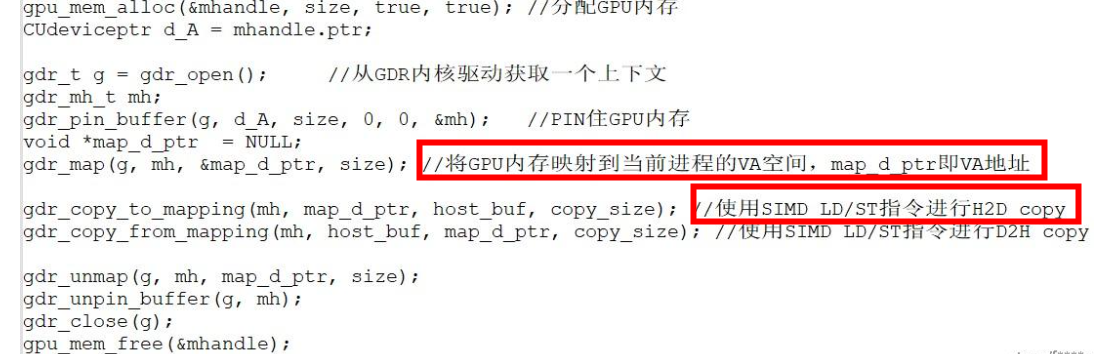 gpu_mem_alloc(&mhandle, size, true, true); //分配GPU内存
CUdeviceptr d_A = mhandle.ptr;
gdr_t g = gdr_open(); //从GDR内核驱动获取一个上下文
gdr_mh_t mh;
gdr_pin_buffer(g, d_A, size, 0, 0, &mh); //PIN住GPU内存
void *map_d_ptr = NULL;
gdr_map(g, mh, &map_d_ptr, size); //将GPU内存映射到当前进程的VA空间，map_d_ptr即VA地址
gdr_copy_to_mapping(mh, map_d_ptr, host_buf, copy_size); //使用SIMD LD/ST指令进行H2D copy
gdr_copy_from_mapping(mh, host_buf, map_d_ptr, copy_size); //使用SIMD LD/ST指令进行D2H copy
gdr_unmap(g, mh, map_d_ptr, size);
gdr_unpin_buffer(g, mh);
gdr_close(g);
gpu_mem_free(&mhandle);